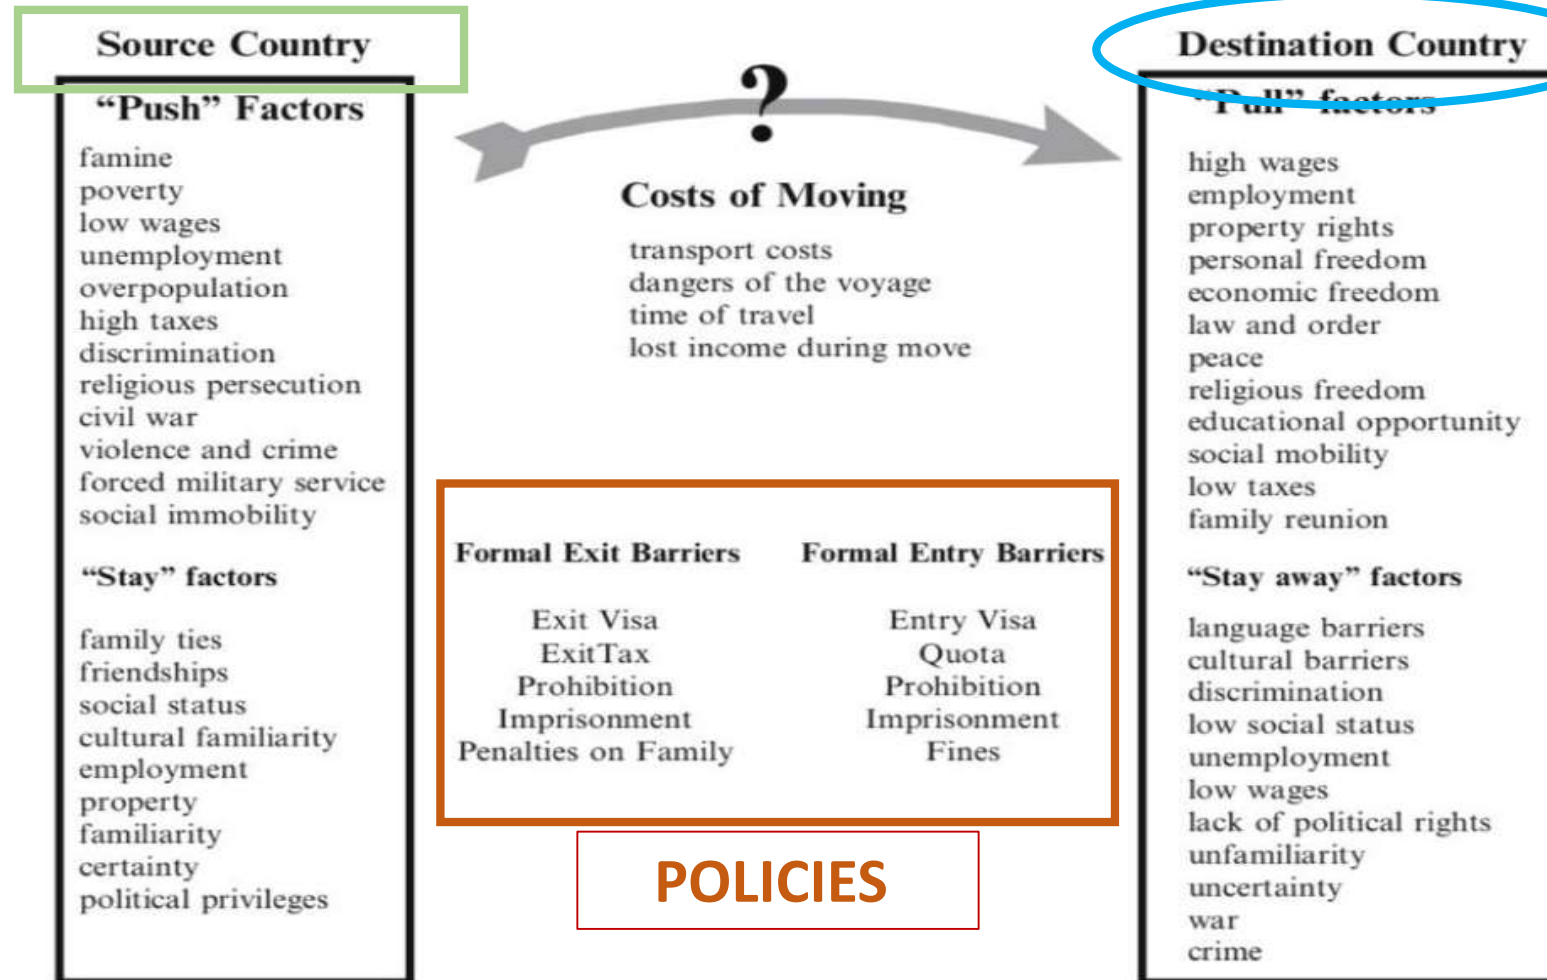 Source Country
“Push” Factors
famine
poverty
low wages
unemployment
overpopulation
high taxes
discrimination
religious persecution
civil war
violence and crime
forced military service
social immobility
“Stay” factors
family ties
friendships
social status
cultural familiarity
employment
property
familiarity
certainty
political privileges
?
Costs of Moving
transport costs
dangers of the voyage
time of travel
lost income during move
Formal Exit Barriers
Exit Visa
ExitTax
Prohibition
Imprisonment
Penalties on Family
Formal Entry Barriers
Entry Visa
Quota
Prohibition
Imprisonment
Fines
POLICIES
Destination Country
“Pull” factors
high wages
employment
property rights
personal freedom
economic freedom
law and order
peace
religious freedom
educational opportunity
social mobility
low taxes
family reunion
“Stay away” factors
language barriers
cultural barriers
discrimination
low social status
unemployment
low wages
lack of political rights
unfamiliarity
uncertainty
war
crime